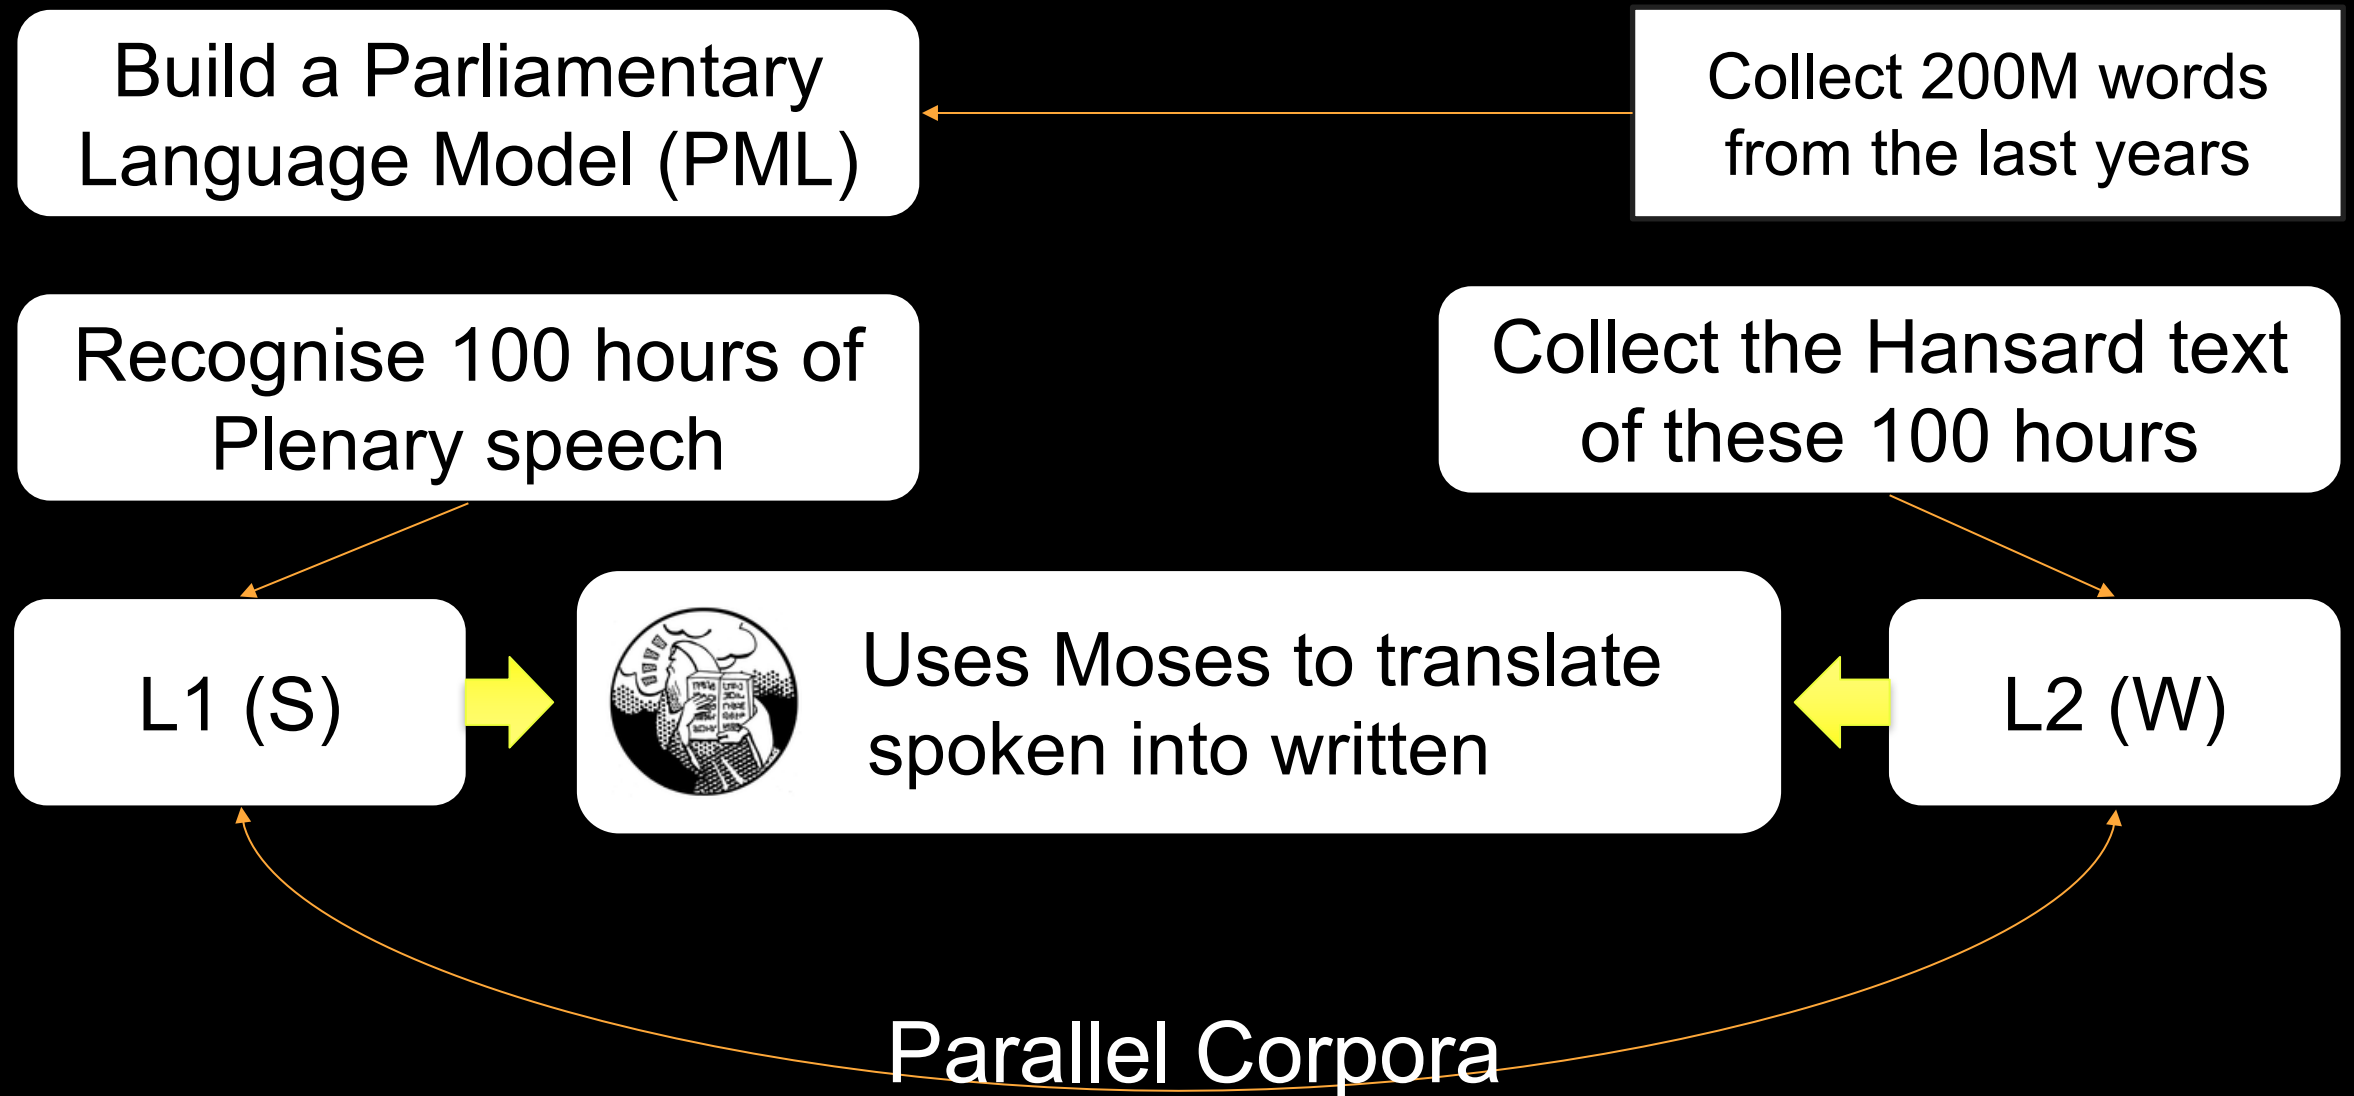 Build a Parliamentary
Language Model (PML)
Collect 200M words
from the last years
Recognise 100 hours of
Plenary speech
Collect the Hansard text
of these 100 hours
L1 (S)
Uses Moses to translate
spoken into written
L2 (W)
Parallel Corpora